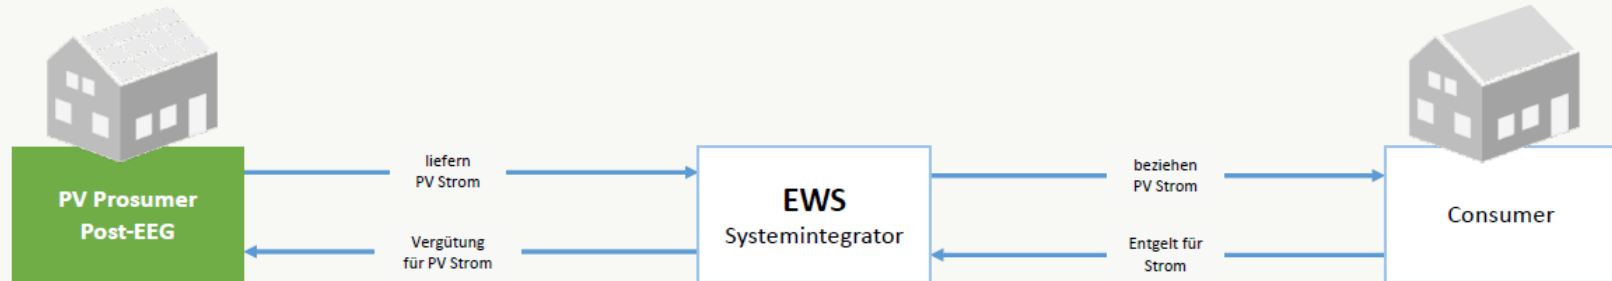 PV Prosumer
Post-EEG
liefern
PV Strom
Vergütung
für PV Strom
EWS
Systemintegrator
beziehen
PV Strom
Entgelt für
Strom
Consumer